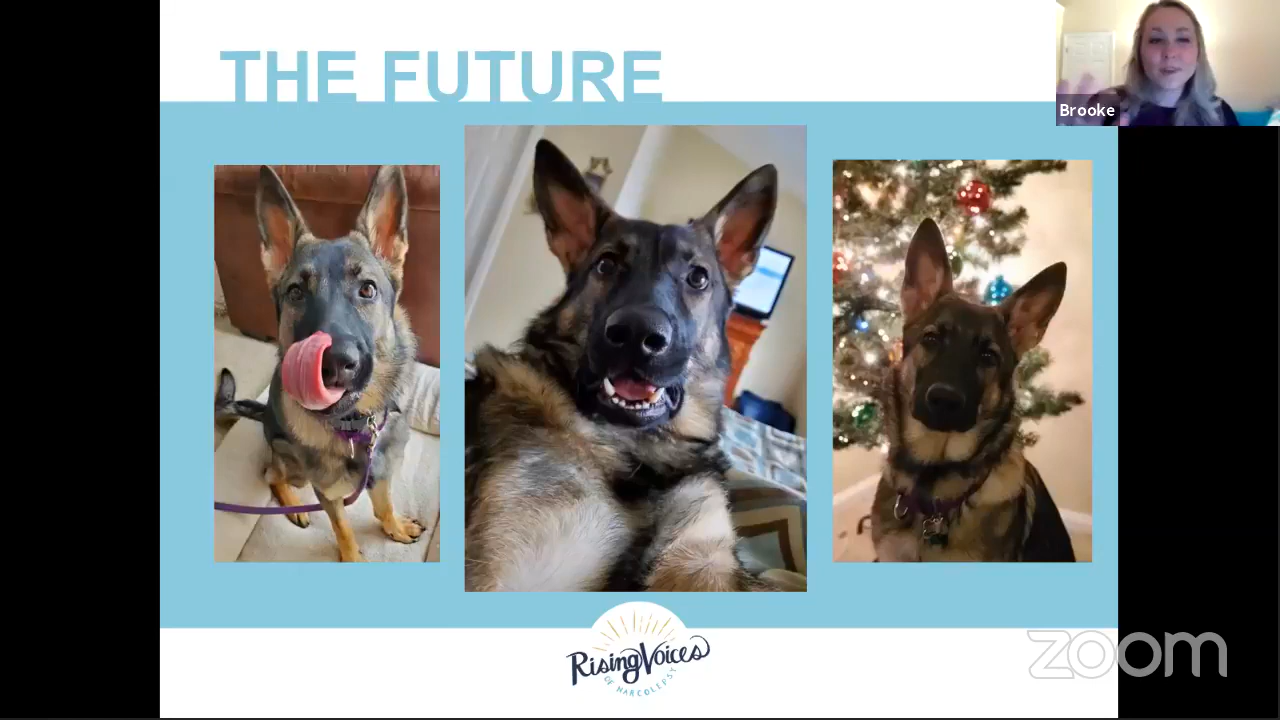 THE FUTURE
Brooke
Rising Voices
OF NARCOLEPSY
zoom